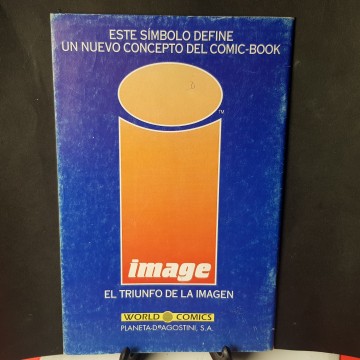 ESTE SÍMBOLO DEFINE
UN NUEVO CONCEPTO DEL COMIC-BOOK
TM
image
EL TRIUNFO DE LA IMAGEN
WORLD COMICS
PLANETA-DeAGOSTINI, S.A.